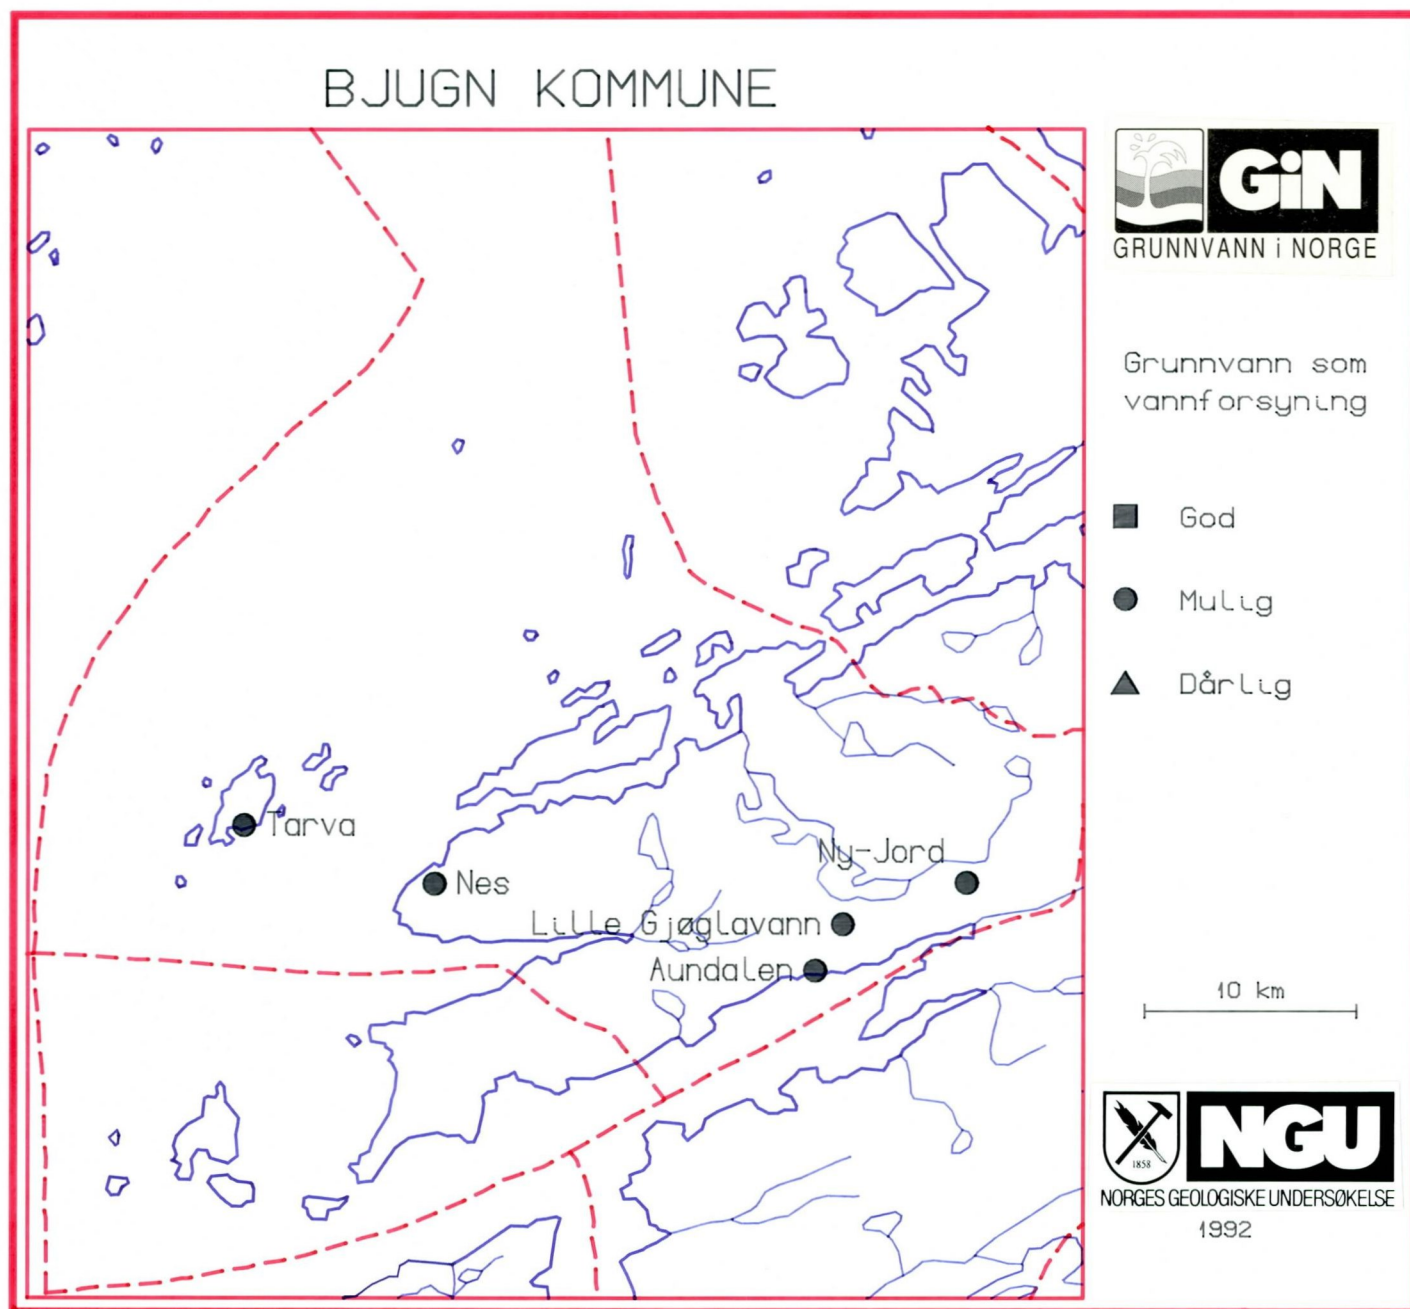 BJUGN KOMMUNE
GiN
GRUNNVANN i NORGE
Grunnvann som
vannforsyning
God
Mulig
Dårlig
Tarva
Nes
Ny-Jord
Lille Gjøglavann
Aundalen
10 km
1858
NGU
NORGES GEOLOGISKE UNDERSØKELSE
1992